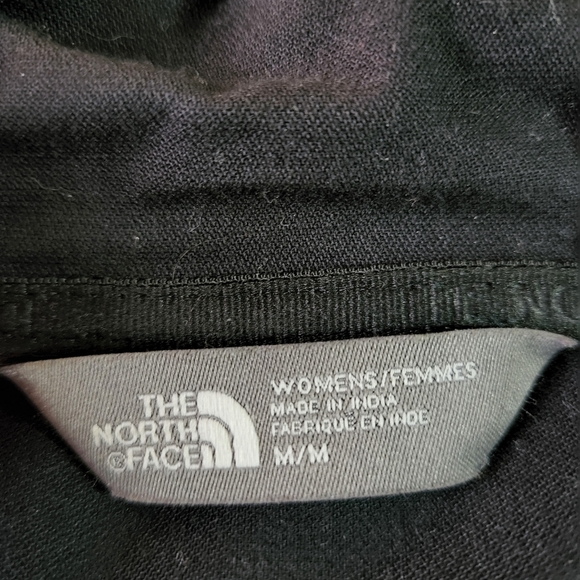 THE
NORTH
FACE
WOMENS/FEMMES
MADE IN INDIA
FABRIQUE EN INDE
M/M